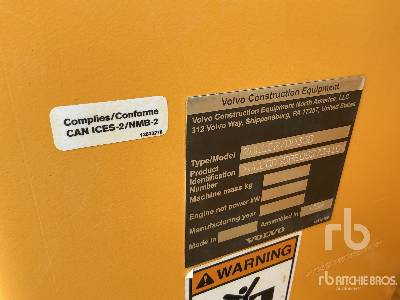 Complies/Conforme
CAN ICES-2/NMB-2
Volvo Construction Equipment
Volvo Construction Equipment North America, LLC
312 Volvo Way, Shippensburg, PA 17257, United States
Type/Model
Product
Identification
Number
Machine mass kg
Engine net power kW
Manufacturing year
Assembled in
Made in
VOLVO
WARNING
rb
RITCHIE BROS.